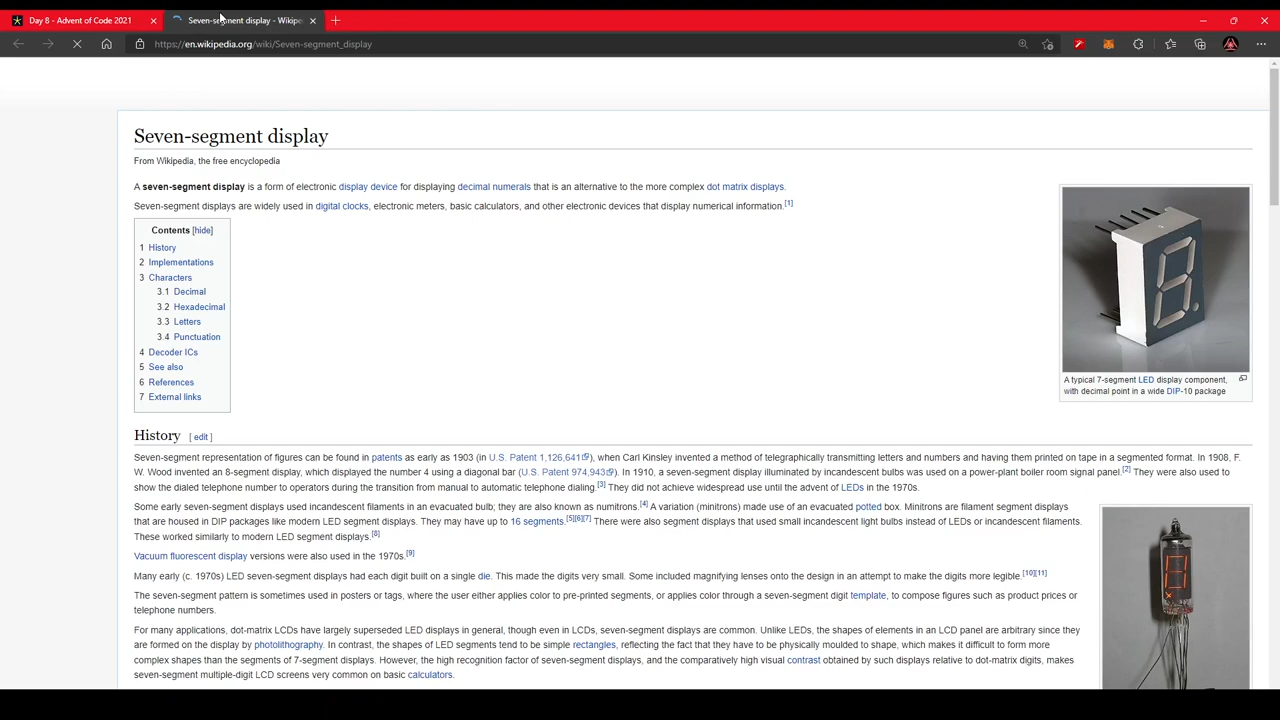 Day 8 - Advent of Code 2021
Seven-segment display - Wikipe
https://en.wikipedia.org/wiki/Seven-segment_display
Seven-segment display
From Wikipedia, the free encyclopedia
A seven-segment display is a form of electronic display device for displaying decimal numerals that is an alternative to the more complex dot matrix displays.
Seven-segment displays are widely used in digital clocks, electronic meters, basic calculators, and other electronic devices that display numerical information.[1]
Contents [hide]
1 History
2 Implementations
3 Characters
3.1 Decimal
3.2 Hexadecimal
3.3 Letters
3.4 Punctuation
4 Decoder ICs
5 See also
6 References
7 External links
A typical 7-segment LED display component,
with decimal point in a wide DIP-10 package
History [ edit ]
Seven-segment representation of figures can be found in patents as early as 1903 (in U.S. Patent 1,126,641), when Carl Kinsley invented a method of telegraphically transmitting letters and numbers and having them printed on tape in a segmented format. In 1908, F.
W. Wood invented an 8-segment display, which displayed the number 4 using a diagonal bar (U.S. Patent 974,943). In 1910, a seven-segment display illuminated by incandescent bulbs was used on a power-plant boiler room signal panel.[2] They were also used to
show the dialed telephone number to operators during the transition from manual to automatic telephone dialing.[3] They did not achieve widespread use until the advent of LEDs in the 1970s.
Some early seven-segment displays used incandescent filaments in an evacuated bulb; they are also known as numitrons.[4] A variation (minitrons) made use of an evacuated potted box. Minitrons are filament segment displays
that are housed in DIP packages like modern LED segment displays. They may have up to 16 segments.[5][6][7] There were also segment displays that used small incandescent light bulbs instead of LEDs or incandescent filaments.
These worked similarly to modern LED segment displays.[8]
Vacuum fluorescent display versions were also used in the 1970s.[9]
Many early (c. 1970s) LED seven-segment displays had each digit built on a single die. This made the digits very small. Some included magnifying lenses onto the design in an attempt to make the digits more legible.[10][11]
The seven-segment pattern is sometimes used in posters or tags, where the user either applies color to pre-printed segments, or applies color through a seven-segment digit template, to compose figures such as product prices or
telephone numbers.
For many applications, dot-matrix LCDs have largely superseded LED displays in general, though even in LCDs, seven-segment displays are common. Unlike LEDs, the shapes of elements in an LCD panel are arbitrary since they
are formed on the display by photolithography. In contrast, the shapes of LED segments tend to be simple rectangles, reflecting the fact that they have to be physically moulded to shape, which makes it difficult to form more
complex shapes than the segments of 7-segment displays. However, the high recognition factor of seven-segment displays, and the comparatively high visual contrast obtained by such displays relative to dot-matrix digits, makes
seven-segment multiple-digit LCD screens very common on basic calculators.